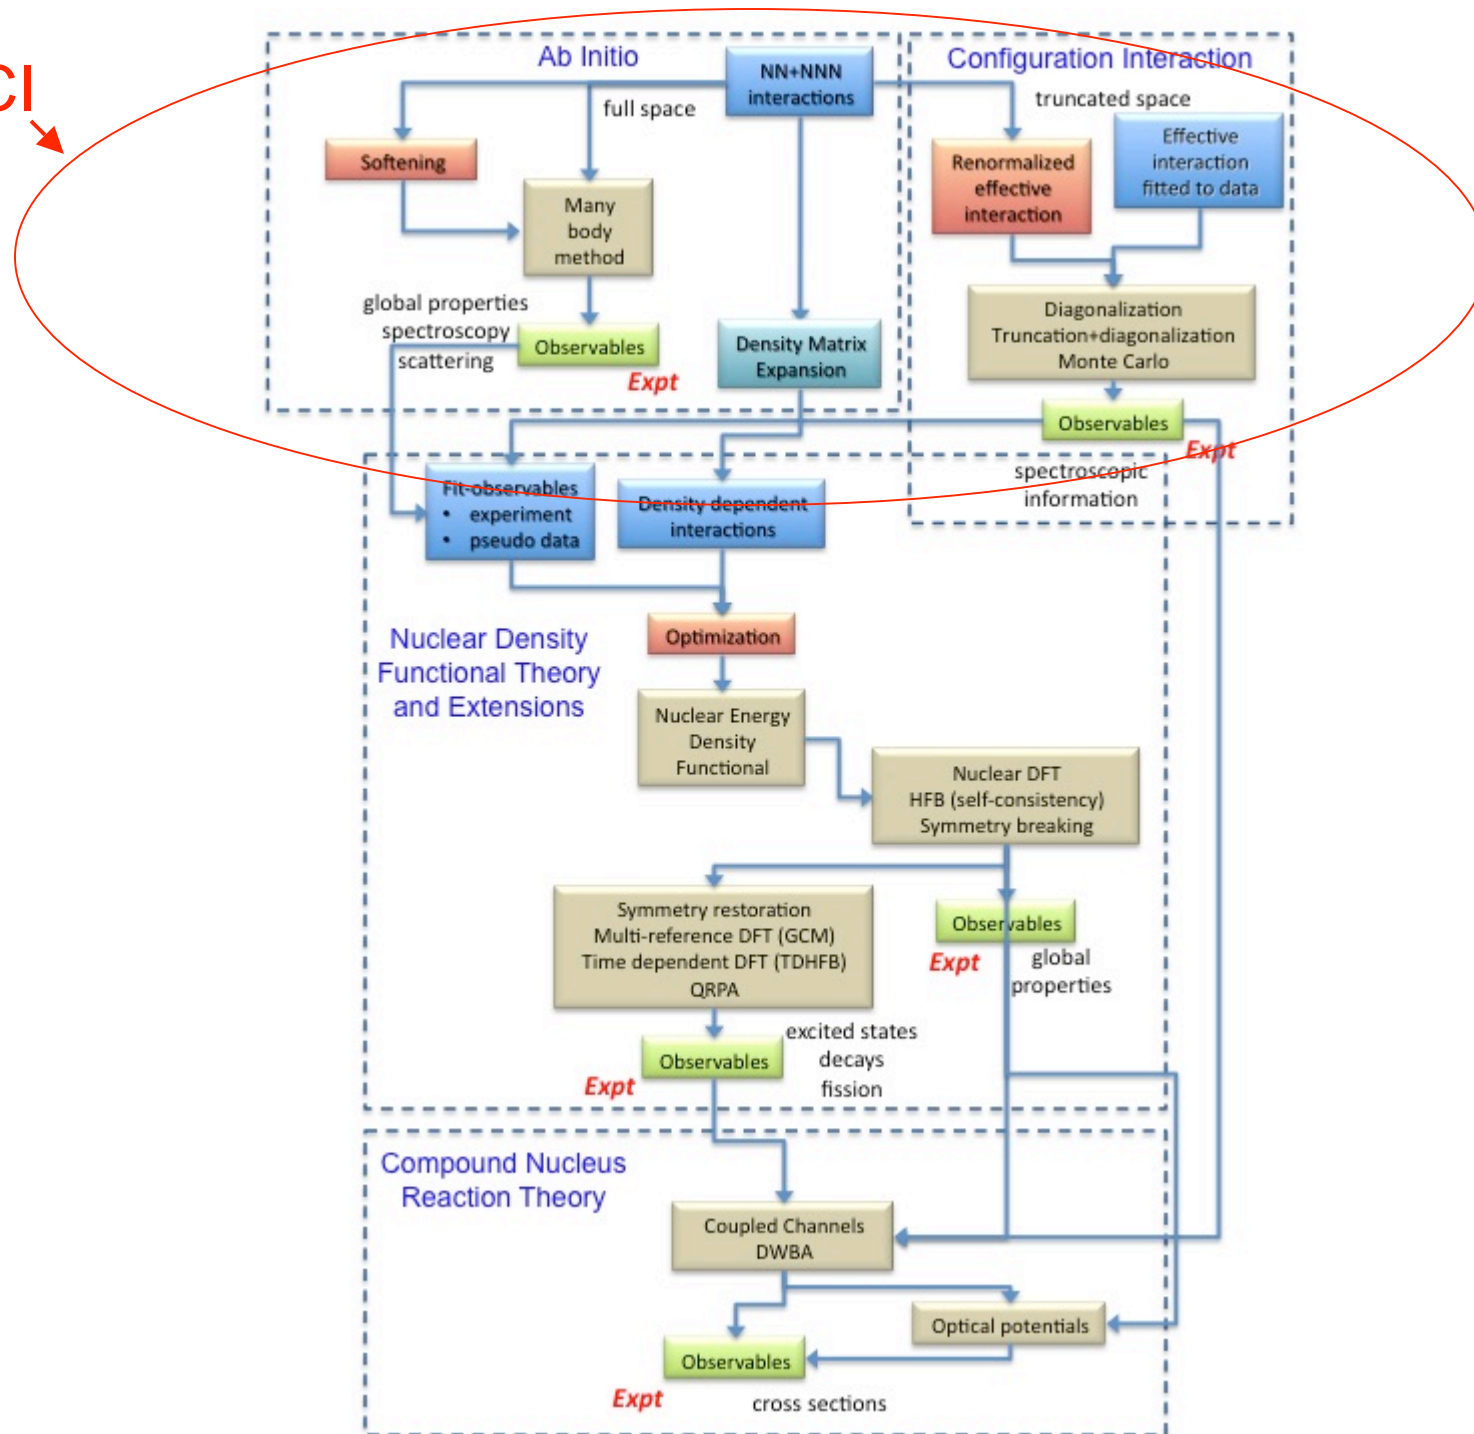 CI
Ab Initio
NN+NNN
interactions
full space
Softening
Many
body
method
global properties
spectroscopy
scattering
Observables
Expt
Density Matrix
Expansion
Configuration Interaction
truncated space
Renormalized
effective
interaction
Effective
interaction
fitted to data
Diagonalization
Truncation+diagonalization
Monte Carlo
Observables
Expt
spectroscopic
information
Fit-observables
• experiment
• pseudo data
Density dependent
interactions
Optimization
Nuclear Density
Functional Theory
and Extensions
Nuclear Energy
Density
Functional
Nuclear DFT
HFB (self-consistency)
Symmetry breaking
Symmetry restoration
Multi-reference DFT (GCM)
Time dependent DFT (TDHFB)
QRPA
Observables
Expt
global
properties
Observables
Expt
excited states
decays
fission
Compound Nucleus
Reaction Theory
Coupled Channels
DWBA
Optical potentials
Observables
Expt
cross sections